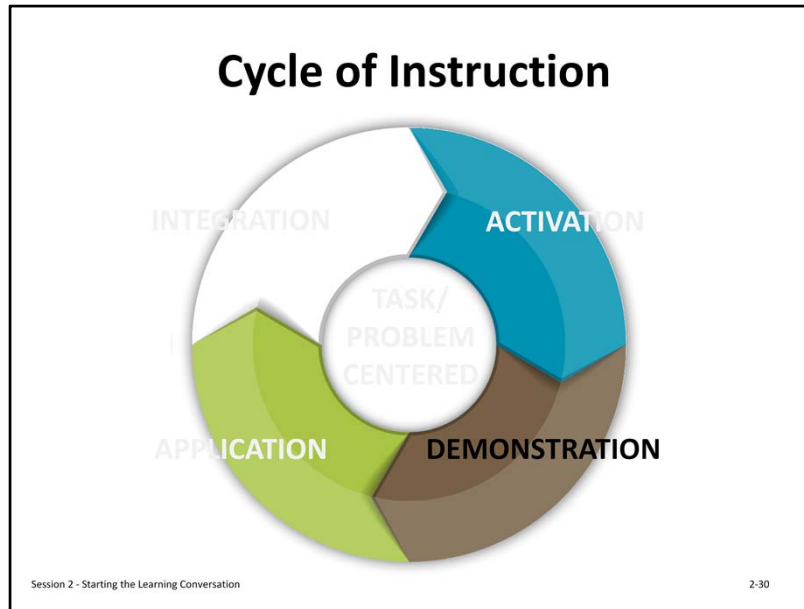 Cycle of Instruction
INTEGRATION
ACTIVATION
TASK/
PROBLEM
CENTERED
APPLICATION
DEMONSTRATION
Session 2 - Starting the Learning Conversation
2-30